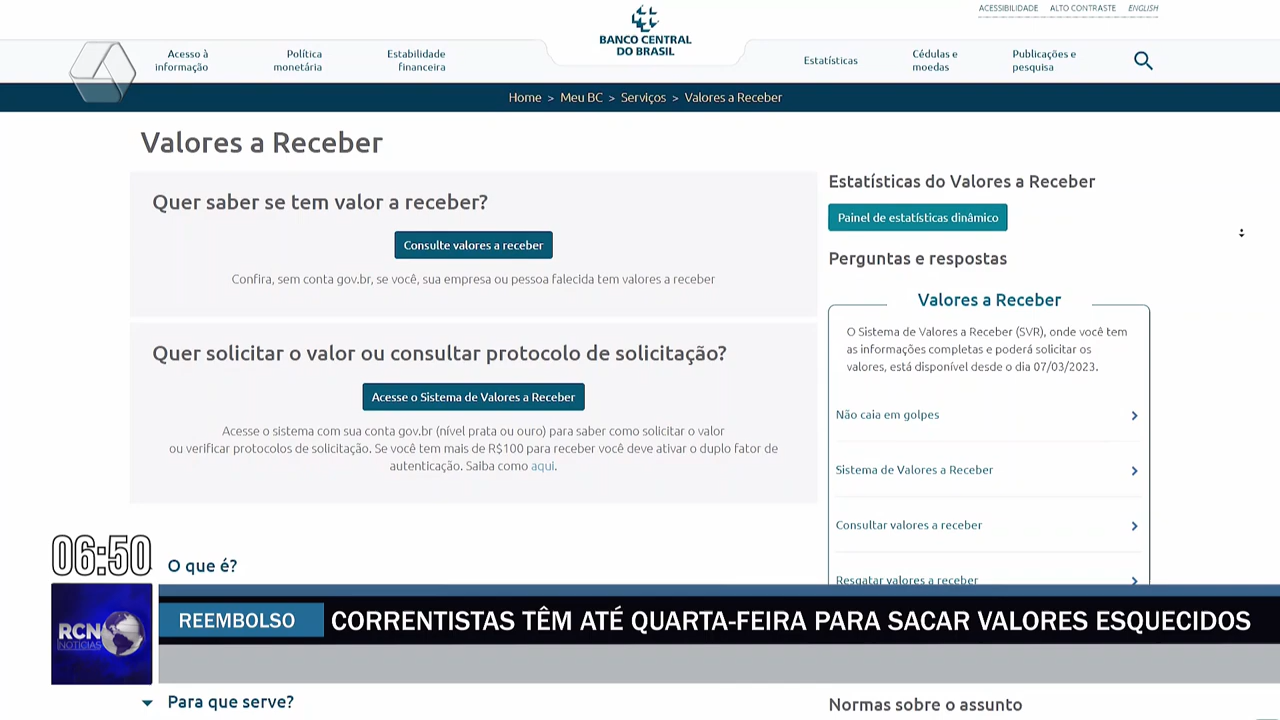 ACESSIBILIDADE ALTO CONTRASTE ENGLISH
BANCO CENTRAL
DO BRASIL
Acesso à
informação
Política
monetária
Estabilidade
financeira
Estatísticas
Cédulas e
moedas
Publicações e
pesquisa
Home > Meu BC > Serviços > Valores a Receber
Valores a Receber
Quer saber se tem valor a receber?
Consulte valores a receber
Confira, sem conta gov.br, se você, sua empresa ou pessoa falecida tem valores a receber
Quer solicitar o valor ou consultar protocolo de solicitação?
Acesse o Sistema de Valores a Receber
Acesse o sistema com sua conta gov.br (nível prata ou ouro) para saber como solicitar o valor
ou verificar protocolos de solicitação. Se você tem mais de R$100 para receber você deve ativar o duplo fator de
autenticação. Saiba como aqui.
Estatísticas do Valores a Receber
Painel de estatísticas dinâmico
Perguntas e respostas
Valores a Receber
O Sistema de Valores a Receber (SVR), onde você tem
as informações completas e poderá solicitar os
valores, está disponível desde o dia 07/03/2023.
Não caia em golpes
Sistema de Valores a Receber
Consultar valores a receber
Resgatar valores a receber
06:50
O que é?
RCN
NOTÍCIAS
REEMBOLSO
CORRENTISTAS TÊM ATÉ QUARTA-FEIRA PARA SACAR VALORES ESQUECIDOS
Para que serve?
Normas sobre o assunto